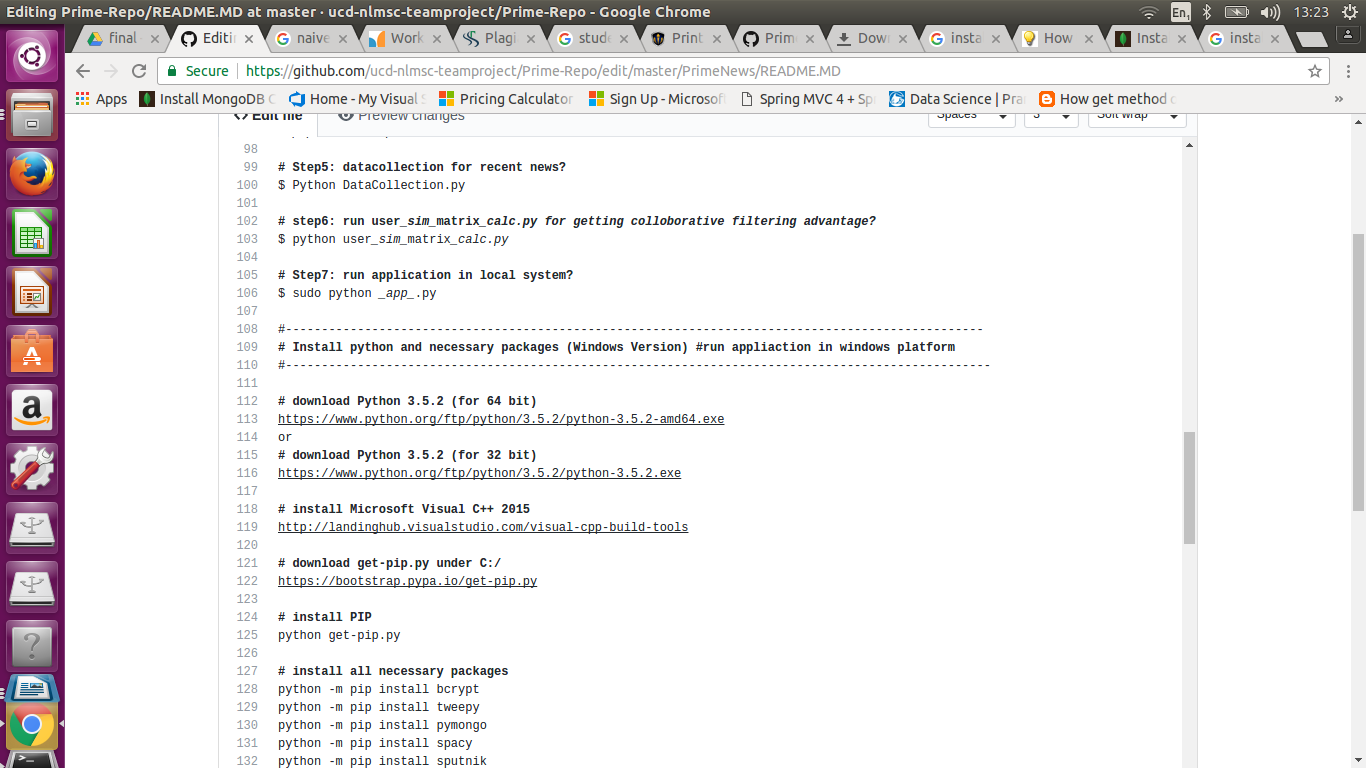 Editing Prime-Repo/README.MD at master · ucd-nlmsc-teamproject/Prime-Repo - Google Chrome
En1 13:23
final Editi naive Work Plagi stude Print Prim Dow insta How Insta insta
Secure https://github.com/ucd-nlmsc-teamproject/Prime-Repo/edit/master/PrimeNews/README.MD
Apps Install MongoDB C Home - My Visual S Pricing Calculator Sign Up - Microsof Spring MVC 4 + Sp Data Science | Pra How get method c »
<> Edit file Preview changes Spaces 3 Soft wrap
98
99 # Step5: datacollection for recent news?
100 $ Python DataCollection.py
101
102 # step6: run user_sim_matrix_calc.py for getting colloborative filtering advantage?
103 $ python user_sim_matrix_calc.py
104
105 # Step7: run application in local system?
106 $ sudo python _app_.py
107
108 #-------------------------------------------------------------------------------------------------
109 # Install python and necessary packages (Windows Version) #run appliaction in windows platform
110 #--------------------------------------------------------------------------------------------------
111
112 # download Python 3.5.2 (for 64 bit)
113 https://www.python.org/ftp/python/3.5.2/python-3.5.2-amd64.exe
114 or
115 # download Python 3.5.2 (for 32 bit)
116 https://www.python.org/ftp/python/3.5.2/python-3.5.2.exe
117
118 # install Microsoft Visual C++ 2015
119 http://landinghub.visualstudio.com/visual-cpp-build-tools
120
121 # download get-pip.py under C:/
122 https://bootstrap.pypa.io/get-pip.py
123
124 # install PIP
125 python get-pip.py
126
127 # install all necessary packages
128 python -m pip install bcrypt
129 python -m pip install tweepy
130 python -m pip install pymongo
131 python -m pip install spacy
132 python -m pip install sputnik